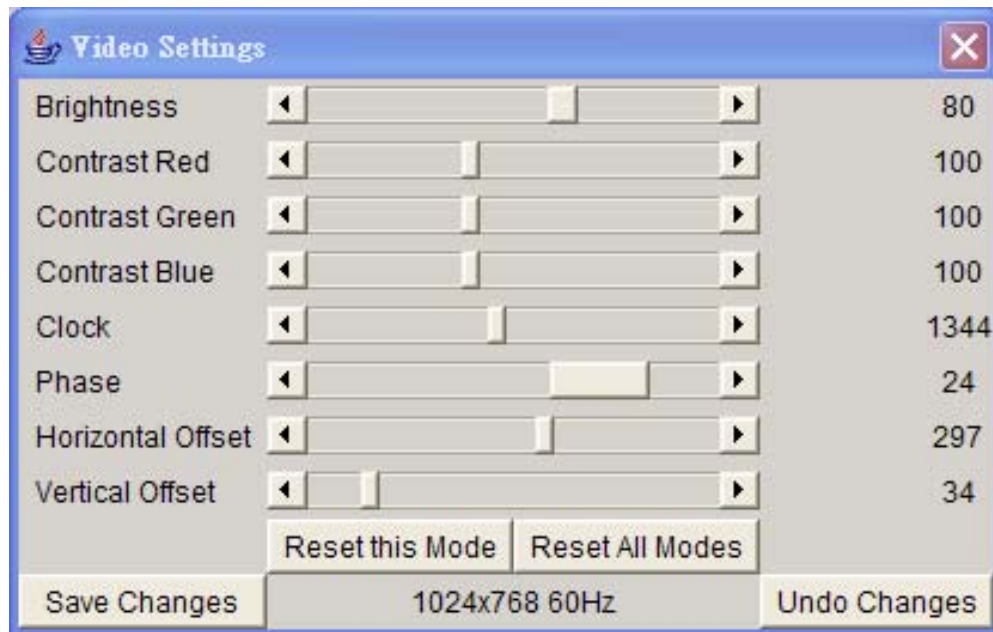 Video Settings
Brightness 80
Contrast Red 100
Contrast Green 100
Contrast Blue 100
Clock 1344
Phase 24
Horizontal Offset 297
Vertical Offset 34
Reset this Mode Reset All Modes
Save Changes 1024x768 60Hz Undo Changes